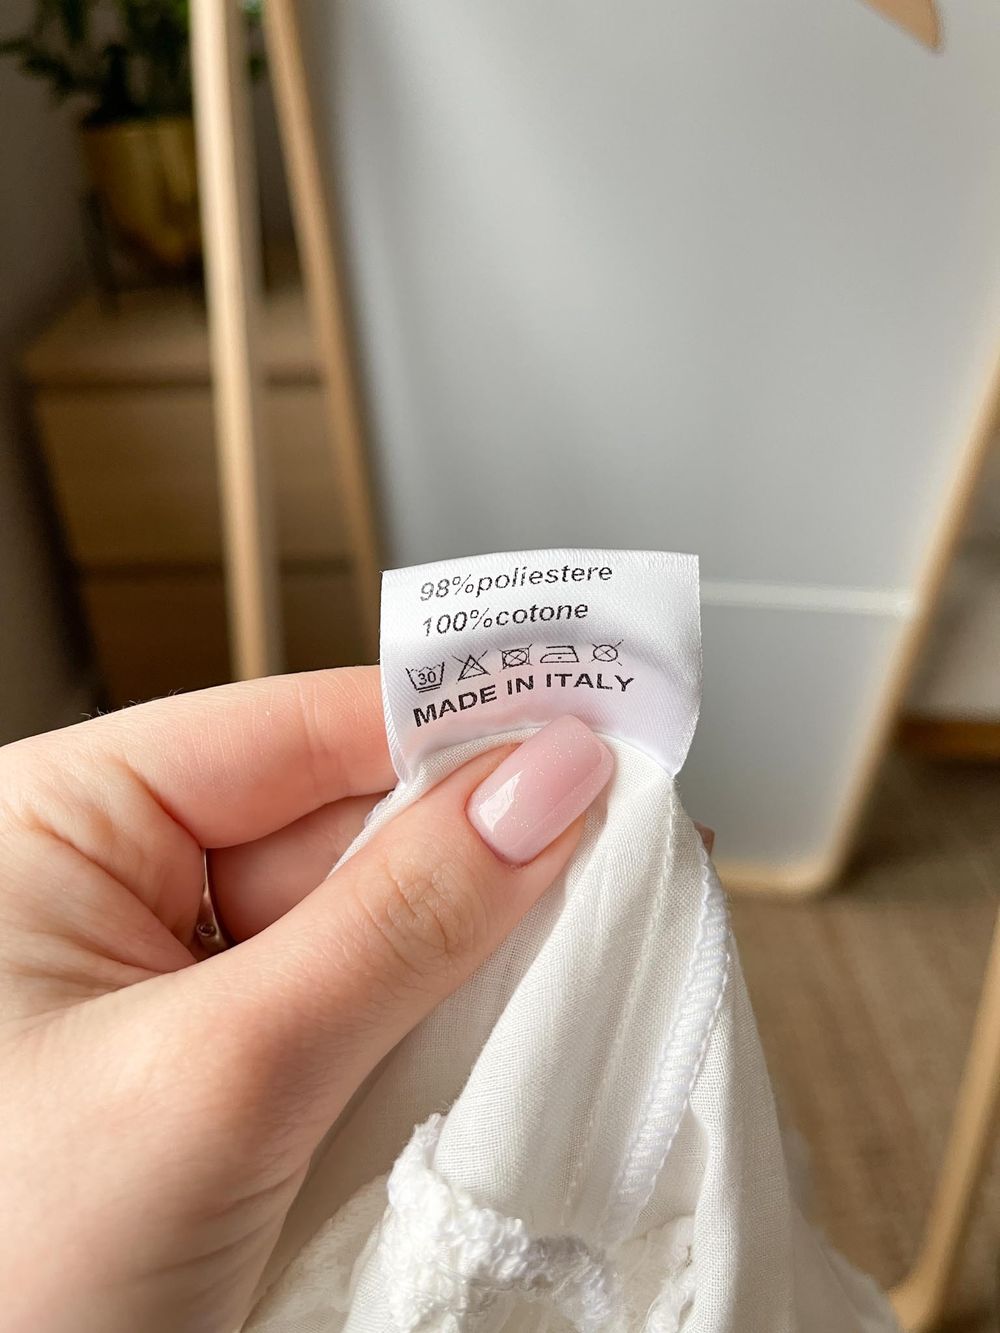 98%poliestere
100%cotone
30
MADE IN ITALY